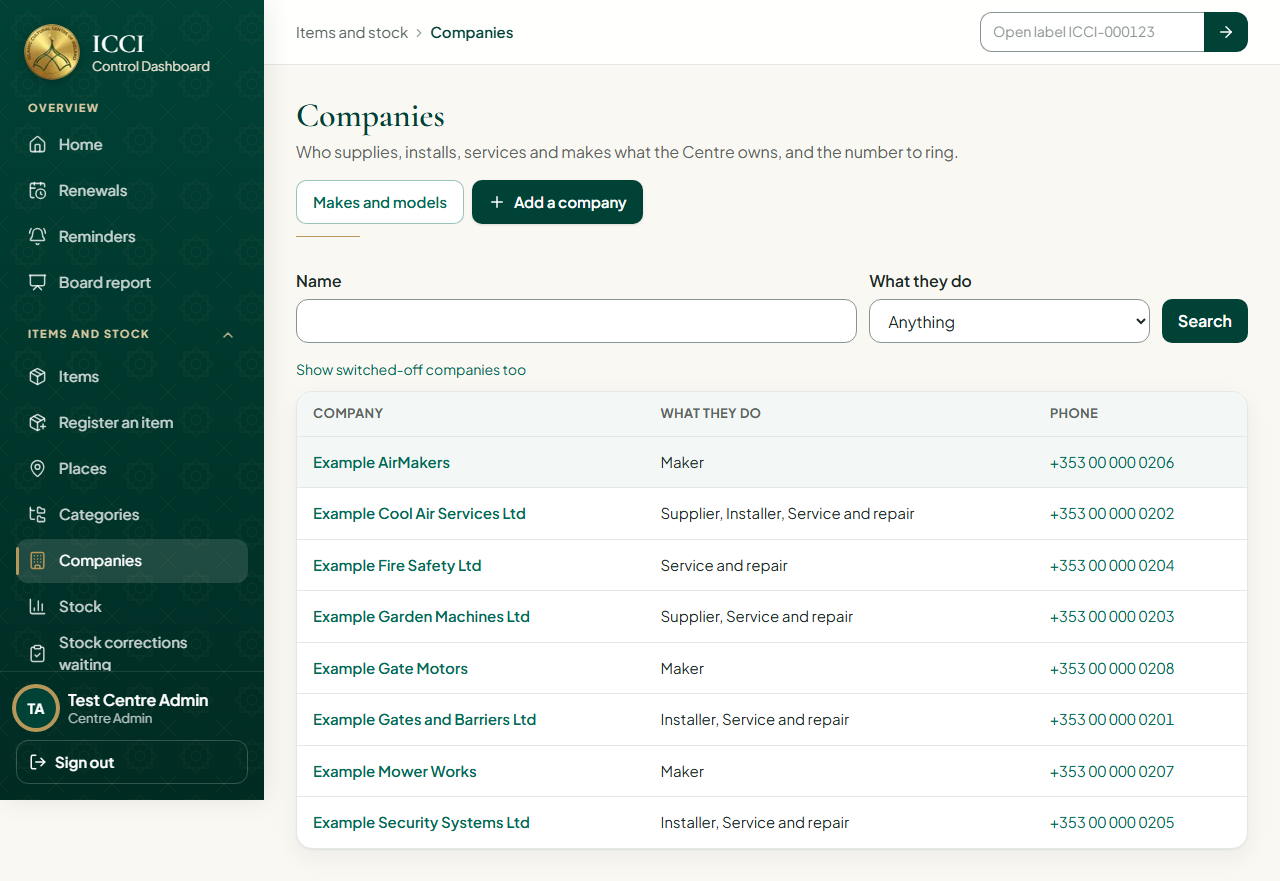 ICCI
Control Dashboard
OVERVIEW
Home
Renewals
Reminders
Board report
ITEMS AND STOCK
Items
Register an item
Places
Categories
Companies
Stock
Stock corrections
waiting
TA
Test Centre Admin
Centre Admin
Sign out
Items and stock > Companies
Open label ICCI-000123
Companies
Who supplies, installs, services and makes what the Centre owns, and the number to ring.
Makes and models
+ Add a company
Name
What they do
Anything
Search
Show switched-off companies too
COMPANY WHAT THEY DO PHONE
Example AirMakers Maker +353 00 000 0206
Example Cool Air Services Ltd Supplier, Installer, Service and repair +353 00 000 0202
Example Fire Safety Ltd Service and repair +353 00 000 0204
Example Garden Machines Ltd Supplier, Service and repair +353 00 000 0203
Example Gate Motors Maker +353 00 000 0208
Example Gates and Barriers Ltd Installer, Service and repair +353 00 000 0201
Example Mower Works Maker +353 00 000 0207
Example Security Systems Ltd Installer, Service and repair +353 00 000 0205